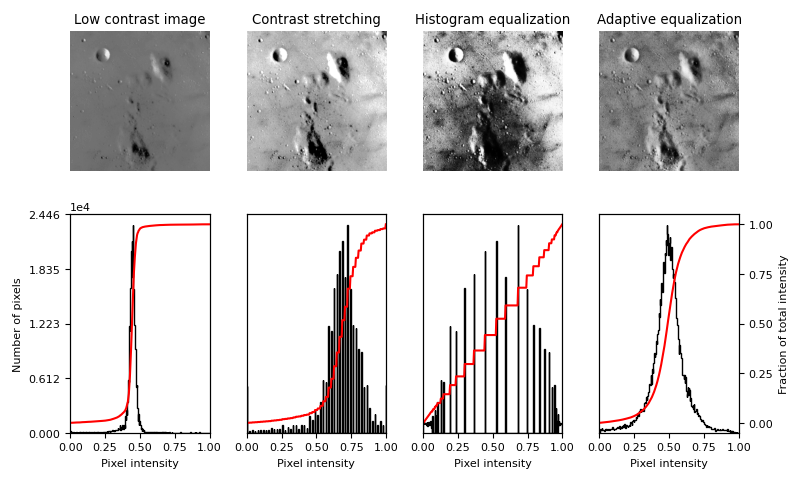 Low contrast image
Contrast stretching
Histogram equalization
Adaptive equalization
1e4
2.446
1.835
1.223
0.612
0.000
Number of pixels
0.00 0.25 0.50 0.75 1.00
Pixel intensity
0.00 0.25 0.50 0.75 1.00
Pixel intensity
0.00 0.25 0.50 0.75 1.00
Pixel intensity
0.00 0.25 0.50 0.75 1.00
Pixel intensity
1.00
0.75
0.50
0.25
0.00
Fraction of total intensity